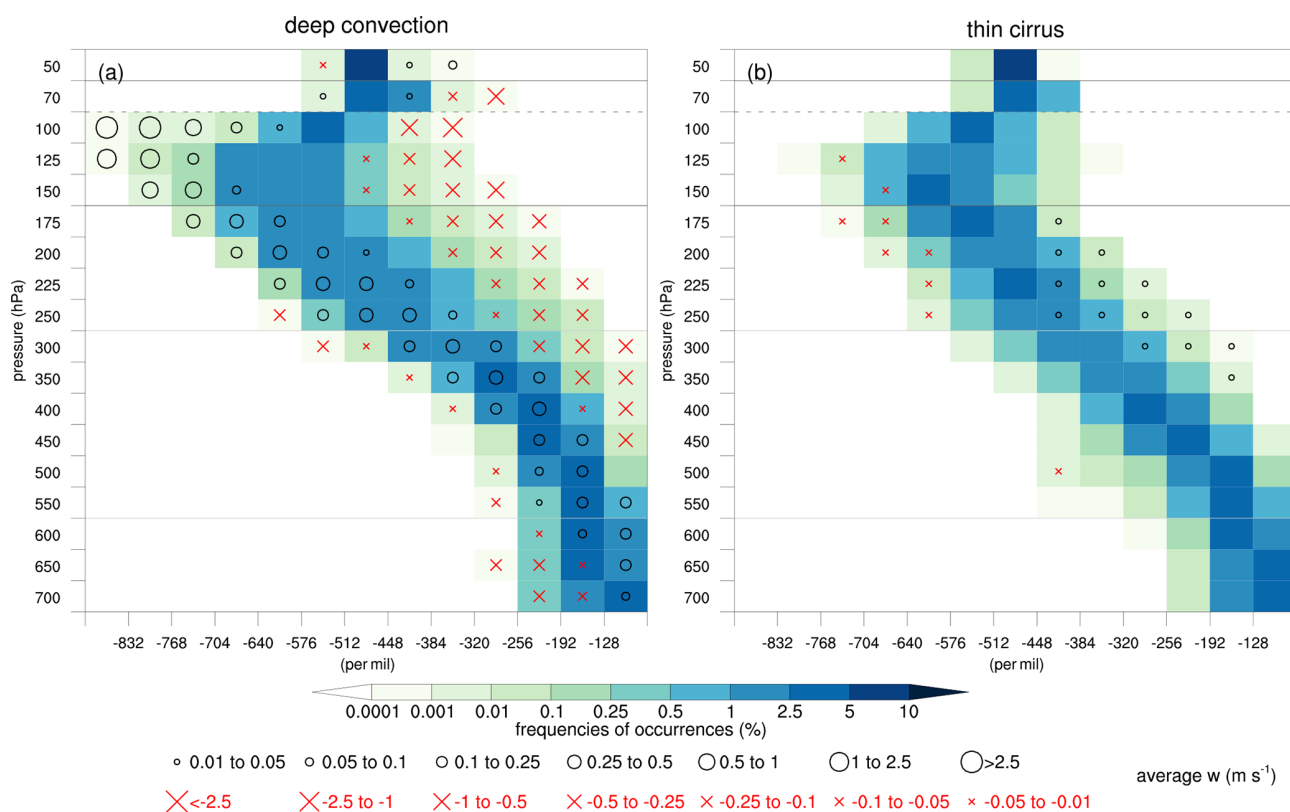 deep convection
thin cirrus
(a)
(b)
pressure (hPa)
50
70
100
125
150
175
200
225
250
300
350
400
450
500
550
600
650
700
-832 -768 -704 -640 -576 -512 -448 -384 -320 -256 -192 -128
(per mil)
pressure (hPa)
50
70
100
125
150
175
200
225
250
300
350
400
450
500
550
600
650
700
-832 -768 -704 -640 -576 -512 -448 -384 -320 -256 -192 -128
(per mil)
0.0001 0.001 0.01 0.1 0.25 0.5 1 2.5 5 10
frequencies of occurrences (%)
0.01 to 0.05 0.05 to 0.1 0.1 to 0.25 0.25 to 0.5 0.5 to 1 1 to 2.5 >2.5
average w (m s⁻¹)
<-2.5 -2.5 to -1 -1 to -0.5 -0.5 to -0.25 -0.25 to -0.1 -0.1 to -0.05 -0.05 to -0.01